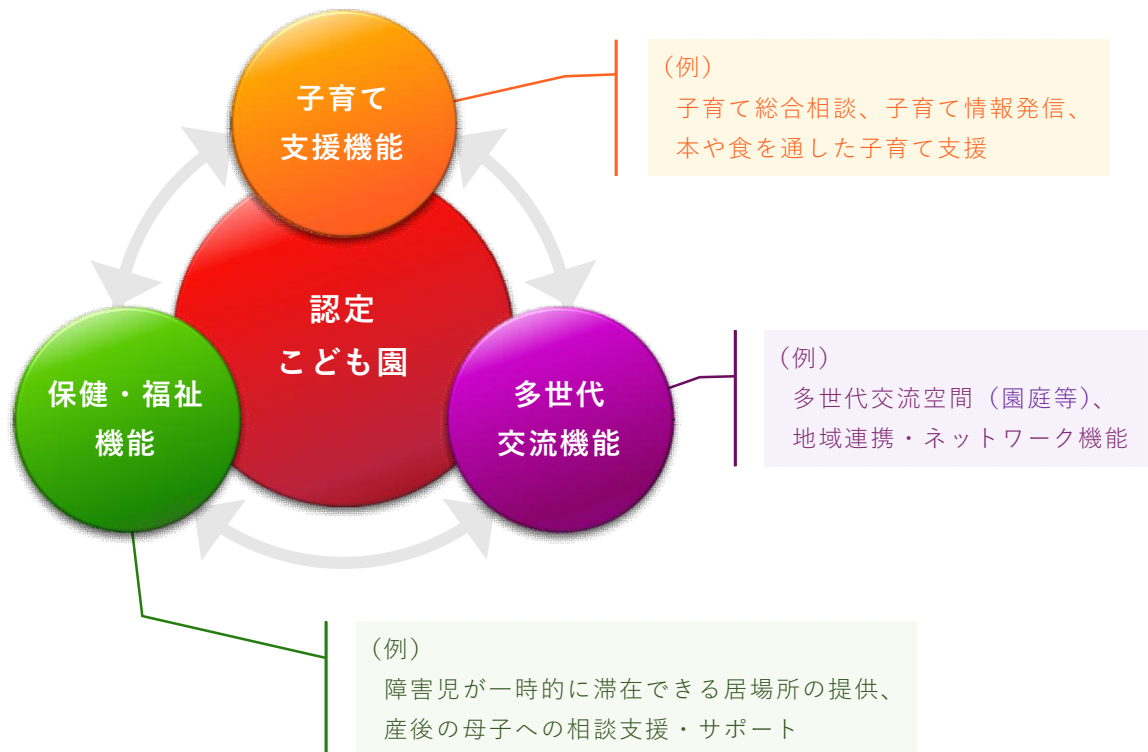 子育て
支援機能
(例)
子育て総合相談、子育て情報発信、
本や食を通した子育て支援
認定
こども園
保健・福祉
機能
多世代
交流機能
(例)
多世代交流空間(園庭等)、
地域連携・ネットワーク機能
(例)
障害児が一時的に滞在できる居場所の提供、
産後の母子への相談支援・サポート